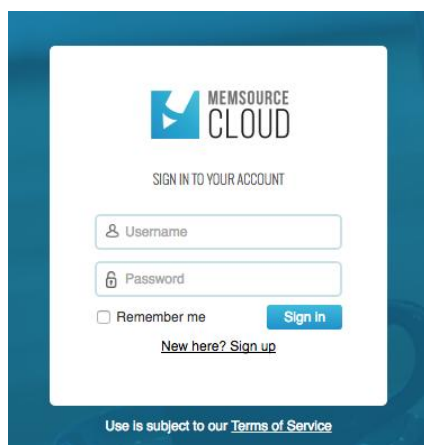 MEMSOURCE
CLOUD
SIGN IN TO YOUR ACCOUNT
Username
Password
Remember me
Sign in
New here? Sign up
Use is subject to our Terms of Service